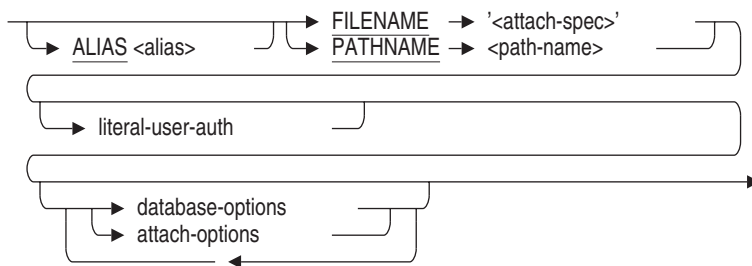 FILENAME '<attach-spec>'
ALIAS <alias> PATHNAME <path-name>
literal-user-auth
database-options
attach-options